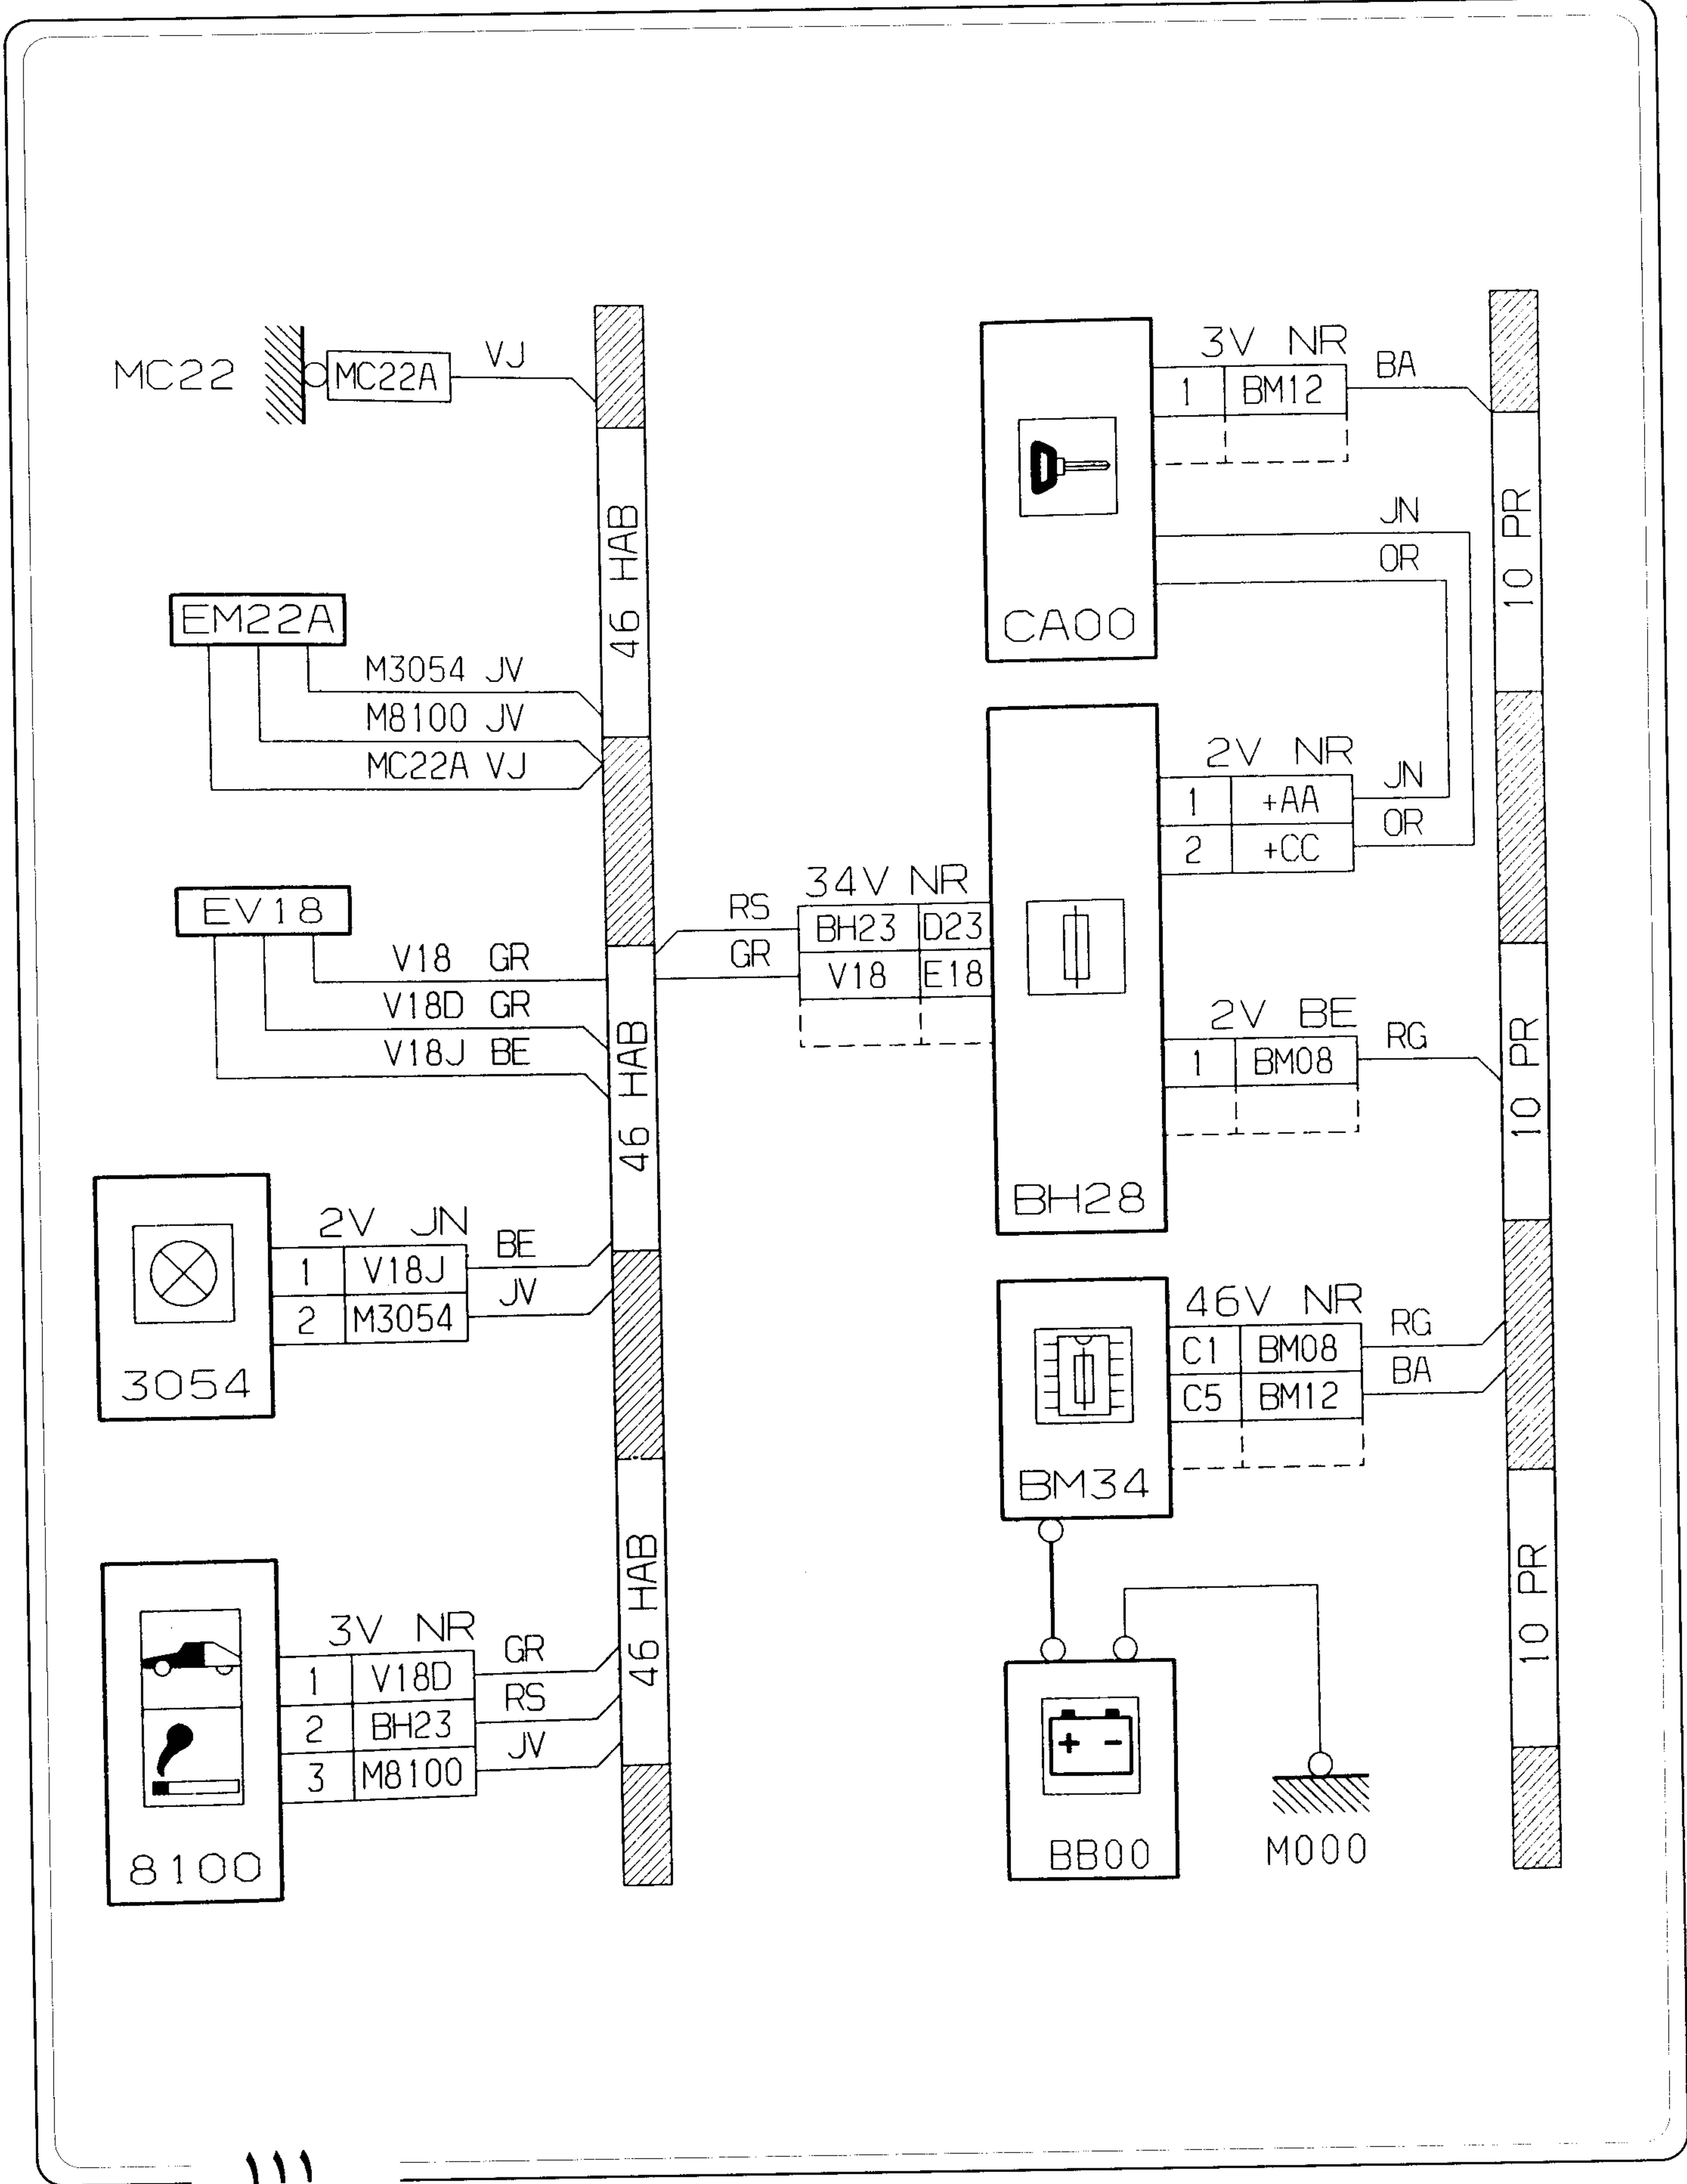 MC22
MC22A
VJ
EM22A
M3054 JV
M8100 JV
MC22A VJ
EV18
V18 GR
V18D GR
V18J BE
2V JN
1 V18J BE
2 M3054 JV
3054
3V NR
1 V18D GR
2 BH23 RS
3 M8100 JV
8100
46 HAB
46 HAB
46 HAB
3V NR
1 BM12 BA
JN
OR
CA00
2V NR
1 +AA JN
2 +CC OR
34V NR
RS BH23 D23
GR V18 E18
2V BE
1 BM08 RG
BH28
46V NR
C1 BM08 RG
C5 BM12 BA
BM34
+ -
BB00
M000
10 PR
10 PR
10 PR